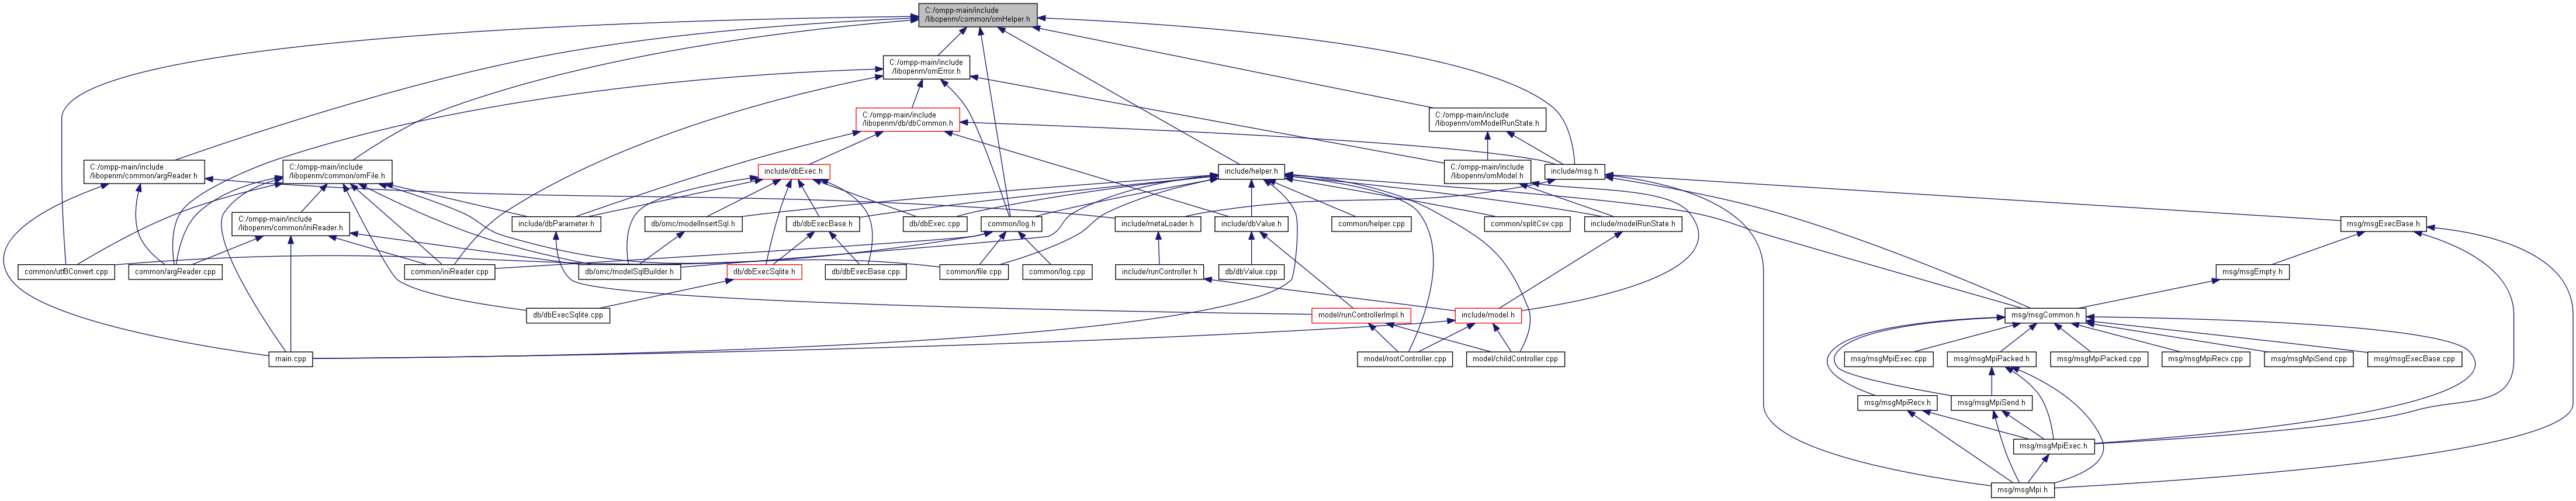 C:/ompp-main/include
/libopenm/common/omHelper.h
C:/ompp-main/include
/libopenm/omError.h
C:/ompp-main/include
/libopenm/db/dbCommon.h
C:/ompp-main/include
/libopenm/omModelRunState.h
C:/ompp-main/include
/libopenm/common/argReader.h
C:/ompp-main/include
/libopenm/common/omFile.h
include/dbExec.h
include/helper.h
C:/ompp-main/include
/libopenm/omModel.h
include/msg.h
C:/ompp-main/include
/libopenm/common/iniReader.h
include/dbParameter.h
db/omc/modelInsertSql.h
db/dbExecBase.h
db/dbExec.cpp
common/log.h
include/metaLoader.h
include/dbValue.h
common/helper.cpp
common/splitCsv.cpp
include/modelRunState.h
msg/msgExecBase.h
common/utf8Convert.cpp
common/argReader.cpp
common/iniReader.cpp
db/omc/modelSqlBuilder.h
db/dbExecSqlite.h
db/dbExecBase.cpp
common/file.cpp
common/log.cpp
include/runController.h
db/dbValue.cpp
msg/msgEmpty.h
db/dbExecSqlite.cpp
model/runControllerImpl.h
include/model.h
msg/msgCommon.h
main.cpp
model/rootController.cpp
model/childController.cpp
msg/msgMpiExec.cpp
msg/msgMpiPacked.h
msg/msgMpiPacked.cpp
msg/msgMpiRecv.cpp
msg/msgMpiSend.cpp
msg/msgExecBase.cpp
msg/msgMpiRecv.h
msg/msgMpiSend.h
msg/msgMpiExec.h
msg/msgMpi.h